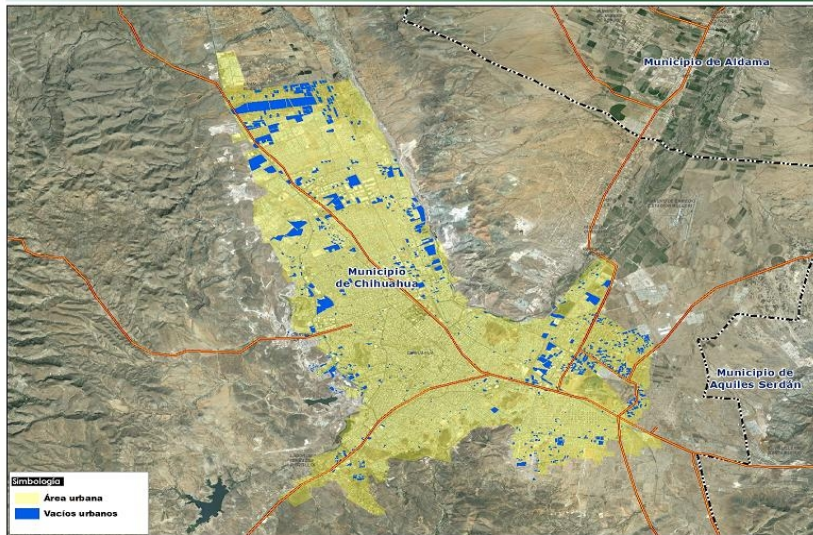 Municipio de Aldama
Municipio
de Chihuahua
Municipio de
Aquiles Serdán
Simbología
Área urbana
Vacíos urbanos